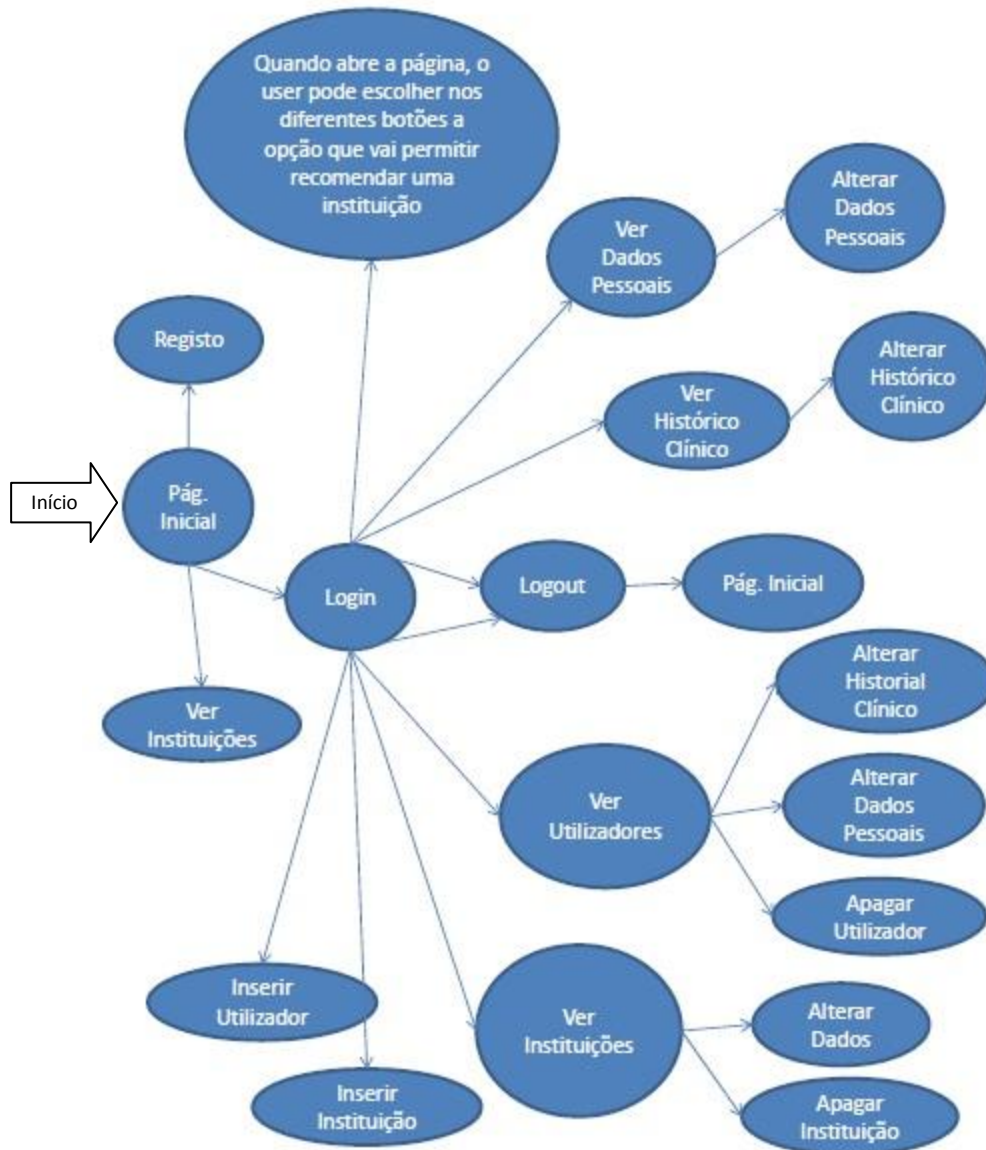 Quando abre a página, o
user pode escolher nos
diferentes botões a
opção que vai permitir
recomendar uma
instituição
Ver
Dados
Pessoais
Alterar
Dados
Pessoais
Registo
Ver
Histórico
Clínico
Alterar
Histórico
Clínico
Início
Pág.
Inicial
Login
Logout
Pág. Inicial
Ver
Instituições
Ver
Utilizadores
Alterar
Historial
Clínico
Alterar
Dados
Pessoais
Apagar
Utilizador
Inserir
Utilizador
Inserir
Instituição
Ver
Instituições
Alterar
Dados
Apagar
Instituição